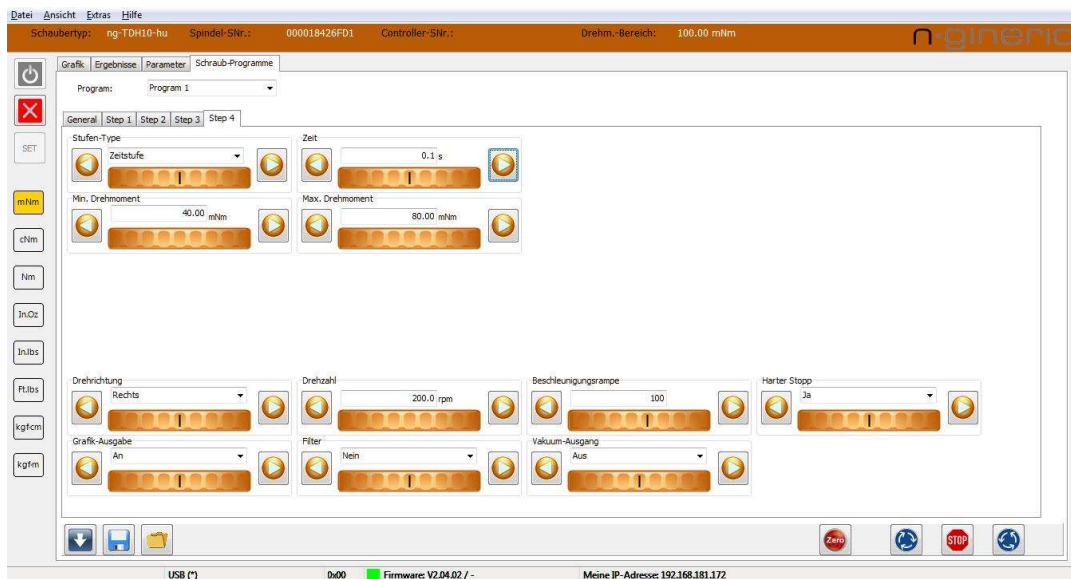 Datei Ansicht Extras Hilfe
Schaubertyp: ng-TDH10-hu Spindel-SNr.: 000018426FD1 Controller-SNr.: Drehm.-Bereich: 100.00 mNm n-gineric
Grafik Ergebnisse Parameter Schraub-Programme
Program: Program 1
General Step 1 Step 2 Step 3 Step 4
SET
mNm
cNm
Nm
In.Oz
In.lbs
Ft.lbs
kgf-cm
kgf-m
Stufen-Type Zeit
Zeitstufe 0.1 s
Min. Drehmoment Max. Drehmoment
40.00 mNm 80.00 mNm
Drehrichtung Drehzahl Beschleunigungsrampe Harter Stopp
Rechts 200.0 rpm 100 Ja
Grafik-Ausgabe Filter Vakuum-Ausgang
An Nein Aus
Zero STOP
USB (*) 0x00 Firmware: V2.04.02 / - Meine IP-Adresse: 192.168.181.172